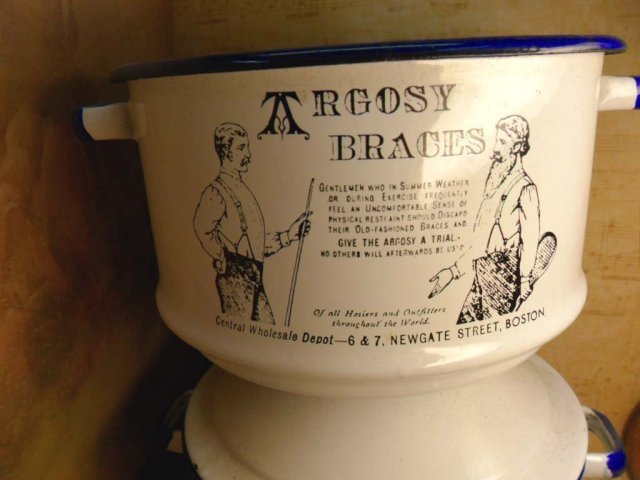 ARGOSY
BRACES
GENTLEMEN WHO IN SUMMER WEATHER
OR DURING EXERCISE FREQUENTLY
FEEL AN UNCOMFORTABLE SENSE OF
PHYSICAL RESTRAINT SHOULD DISCARD
THEIR OLD-FASHIONED BRACES AND
GIVE THE ARGOSY A TRIAL.
NO OTHERS WILL AFTERWARDS BE USED.
Of all Hosiers and Outfitters
throughout the World.
Central Wholesale Depot—6 & 7, NEWGATE STREET, BOSTON.